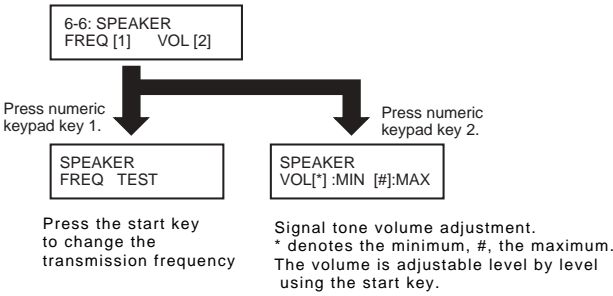 6-6: SPEAKER
FREQ [1] VOL [2]
Press numeric
keypad key 1.
Press numeric
keypad key 2.
SPEAKER
FREQ TEST
SPEAKER
VOL[*] :MIN [#]:MAX
Press the start key
to change the
transmission frequency
Signal tone volume adjustment.
* denotes the minimum, #, the maximum.
The volume is adjustable level by level
using the start key.